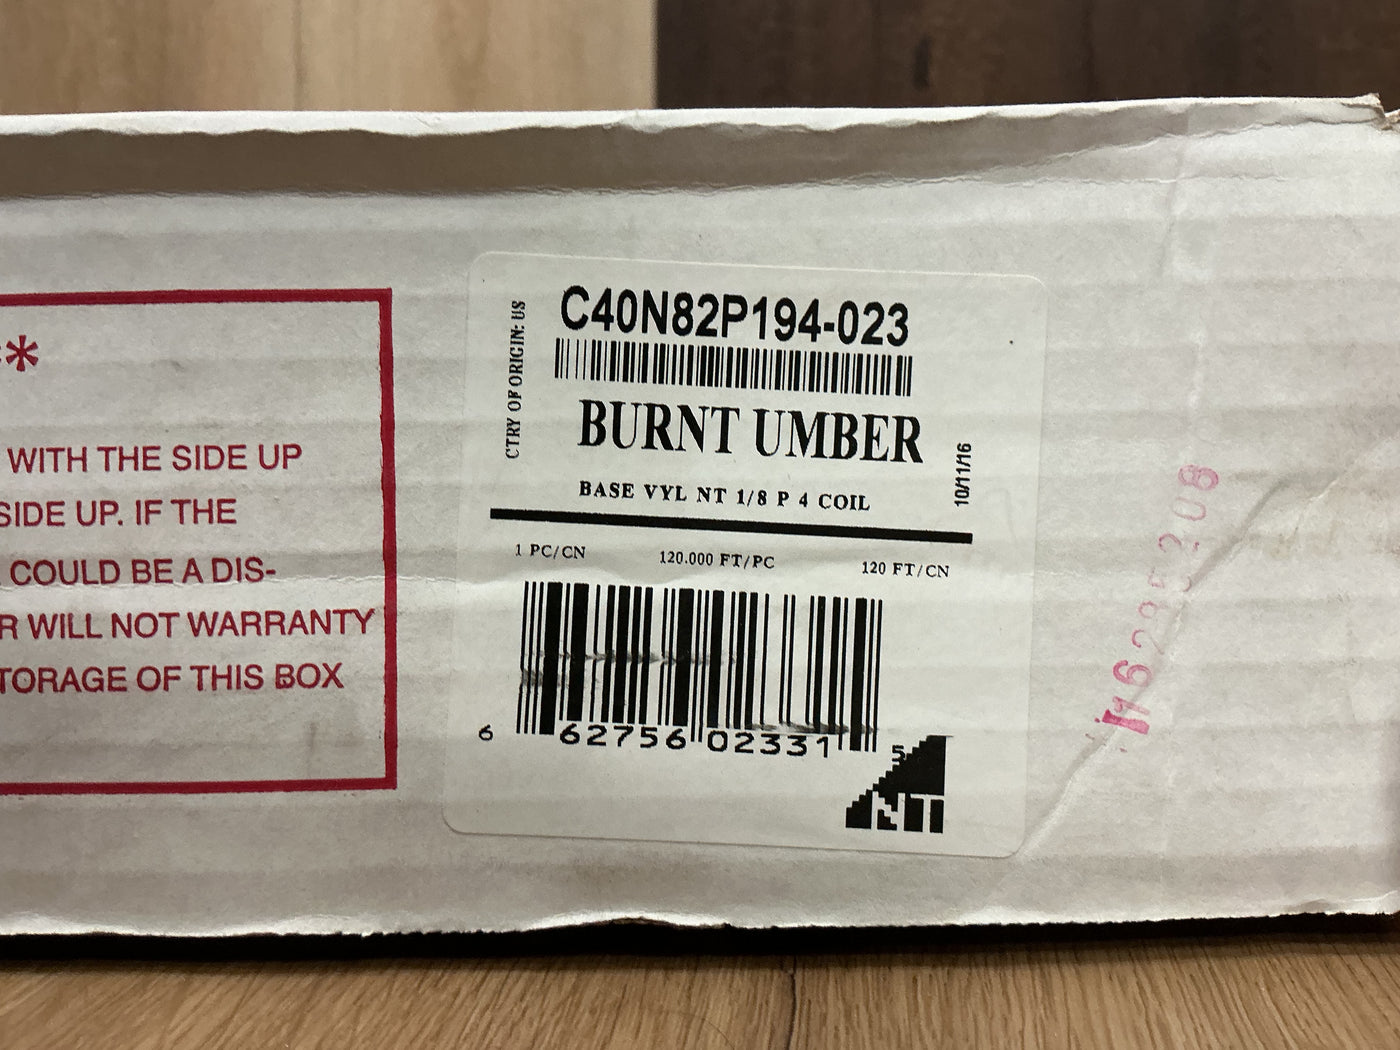 *
WITH THE SIDE UP
SIDE UP. IF THE
COULD BE A DIS-
R WILL NOT WARRANTY
TORAGE OF THIS BOX
CTRY OF ORIGIN: US
C40N82P194-023
BURNT UMBER
10/11/16
BASE VYL NT 1/8 P 4 COIL
1 PC/CN 120.000 FT/PC 120 FT/CN
6 62756 02331 5
NT